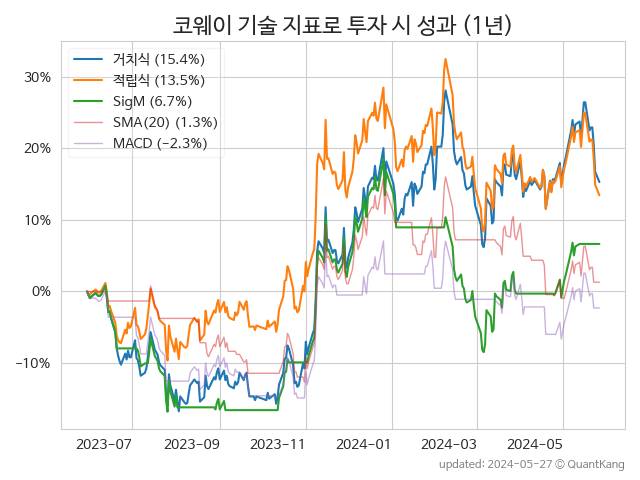 코웨이 기술 지표로 투자 시 성과 (1년)
거치식 (15.4%)
적립식 (13.5%)
SigM (6.7%)
SMA(20) (1.3%)
MACD (−2.3%)
30%
20%
10%
0%
−10%
2023−07 2023−09 2023−11 2024−01 2024−03 2024−05
updated: 2024-05-27 © QuantKang